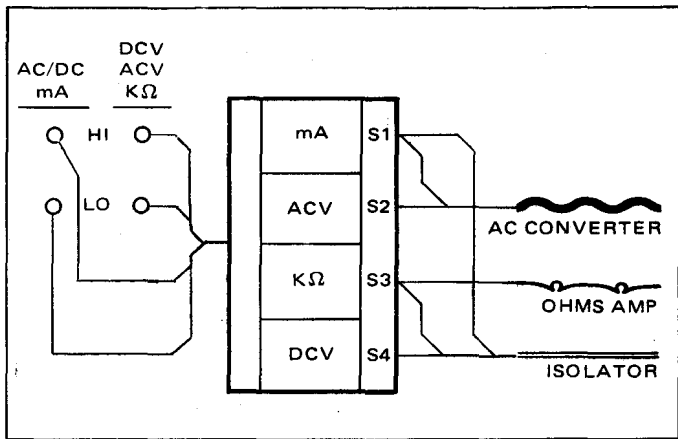 DCV
ACV
KΩ
AC/DC
mA
HI
LO
mA S1
ACV S2
KΩ S3
DCV S4
AC CONVERTER
OHMS AMP
ISOLATOR